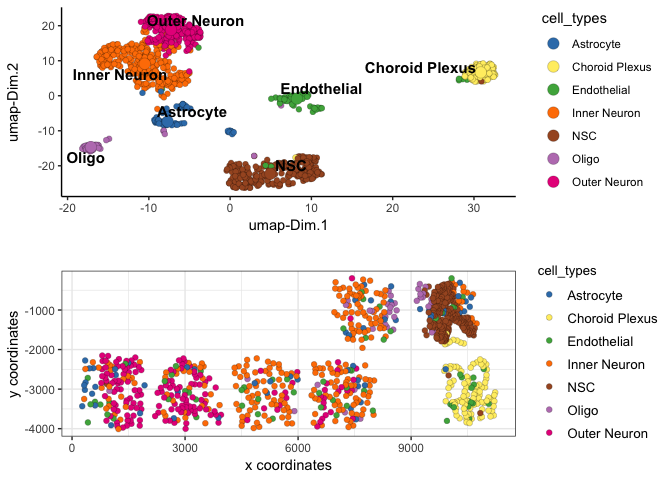 20
10
0
-10
-20
umap-Dim.2
Outer Neuron
Inner Neuron
Choroid Plexus
Endothelial
Astrocyte
Oligo
NSC
-20
-10
0
10
20
30
umap-Dim.1
cell_types
Astrocyte
Choroid Plexus
Endothelial
Inner Neuron
NSC
Oligo
Outer Neuron
-1000
-2000
-3000
-4000
y coordinates
0
3000
6000
9000
x coordinates
cell_types
Astrocyte
Choroid Plexus
Endothelial
Inner Neuron
NSC
Oligo
Outer Neuron